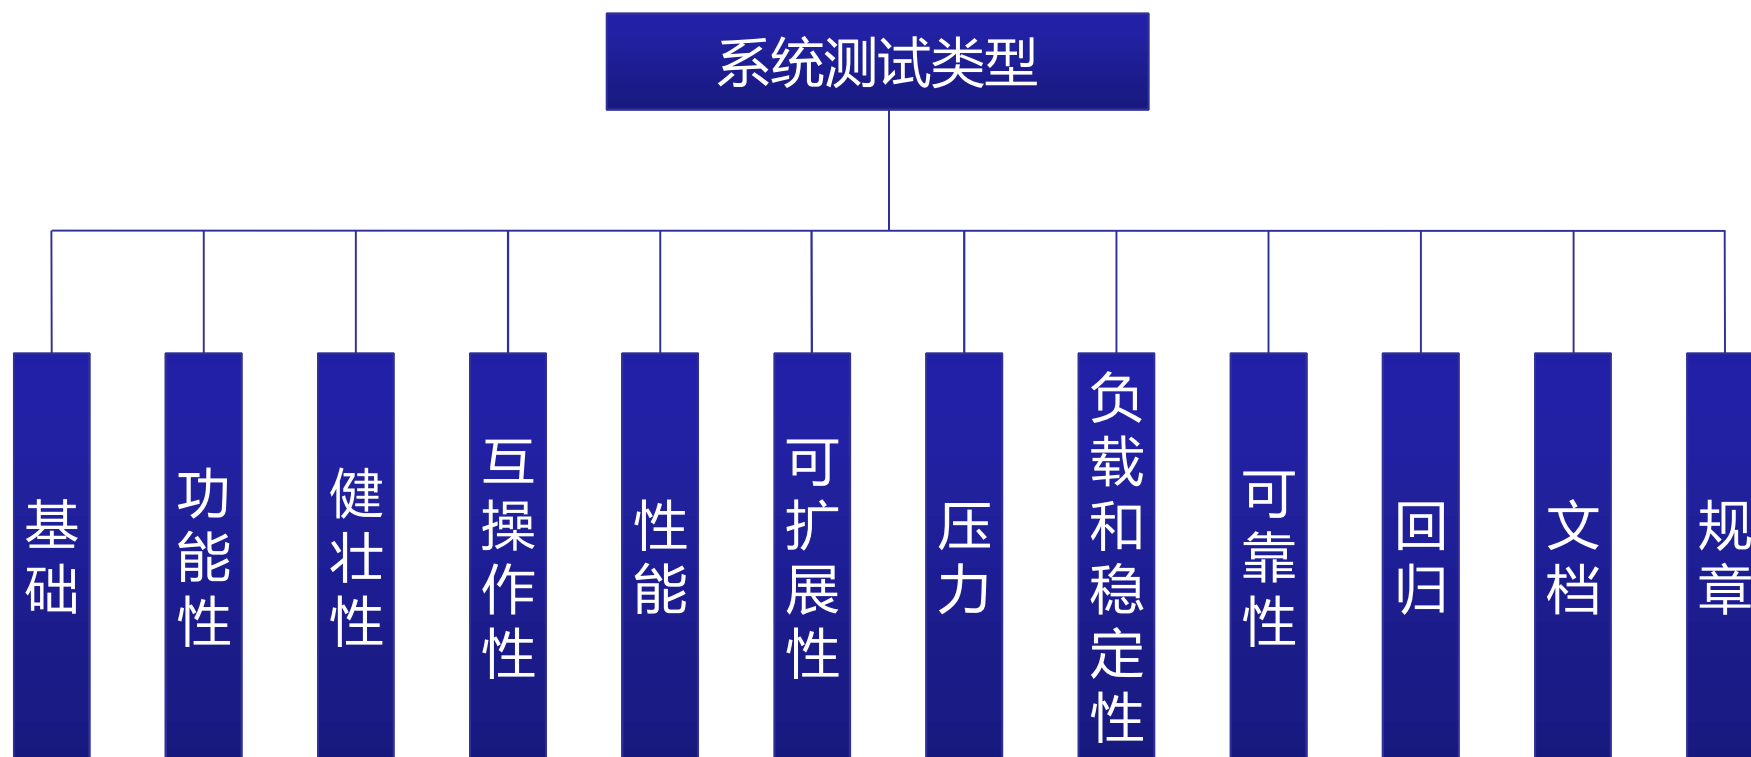 系统测试类型
基础
功能性
健壮性
互操作性
性能
可扩展性
压力
负载和稳定性
可靠性
回归
文档
规章